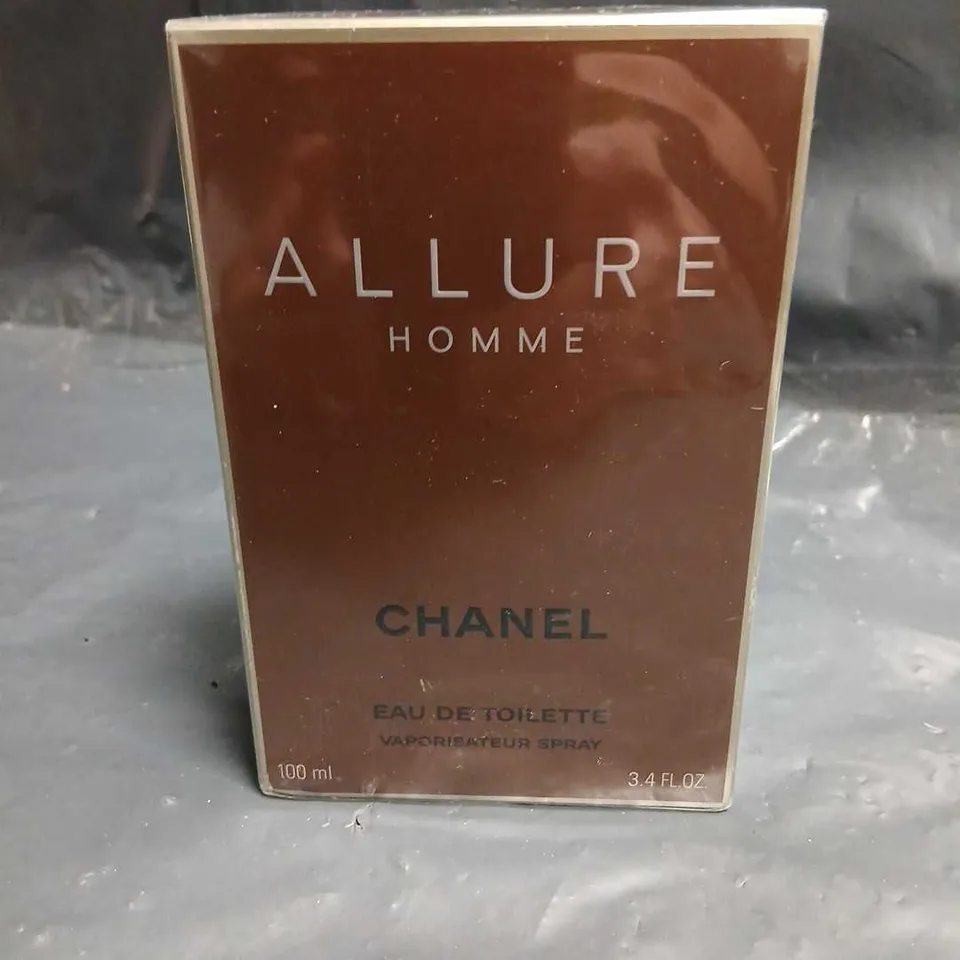 ALLURE
HOMME
CHANEL
EAU DE TOILETTE
VAPORISATEUR SPRAY
100 ml
3.4 FL.OZ.